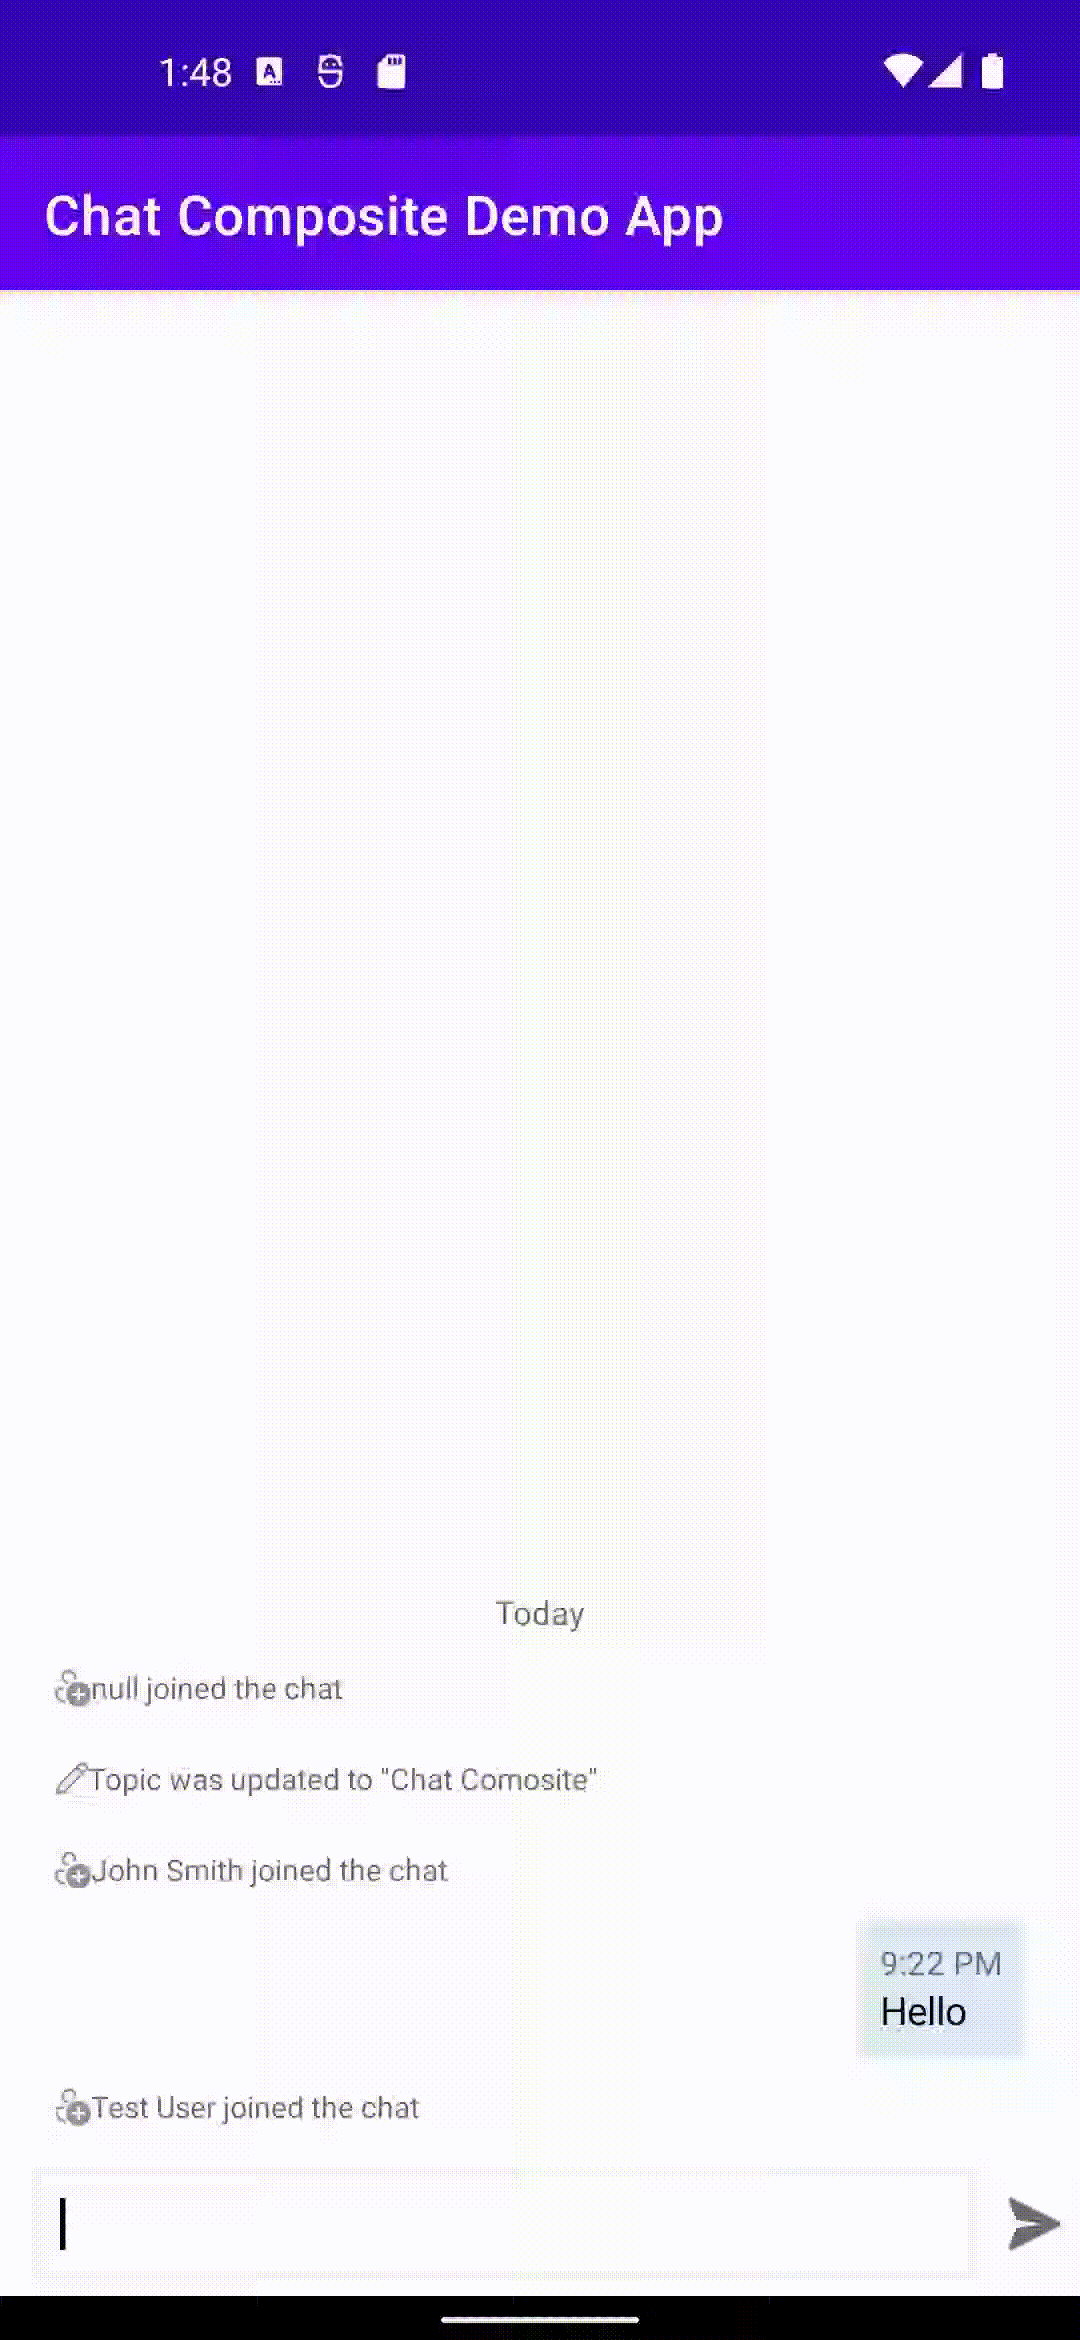 1:48
Chat Composite Demo App
Today
null joined the chat
Topic was updated to "Chat Comosite"
John Smith joined the chat
9:22 PM
Hello
Test User joined the chat